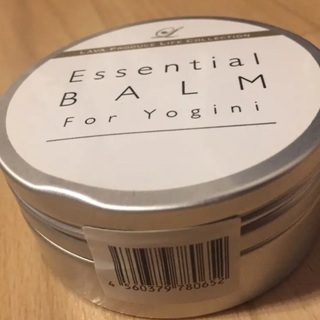 LAVA PRODUCE LIFE COLLECTION
Essential
BALM
For Yogini
4 560379 780652